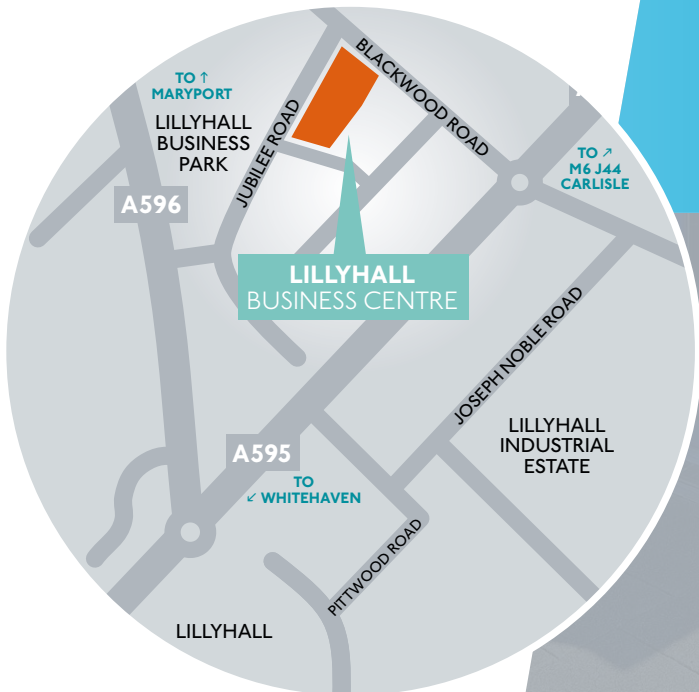 BLACKWOOD ROAD
TO ↑
MARYPORT
LILLYHALL
BUSINESS
PARK
JUBILEE ROAD
TO ↗
M6 J44
CARLISLE
A596
LILLYHALL
BUSINESS CENTRE
JOSEPH NOBLE ROAD
LILLYHALL
INDUSTRIAL
ESTATE
A595
TO
↙ WHITEHAVEN
PITTWOOD ROAD
LILLYHALL